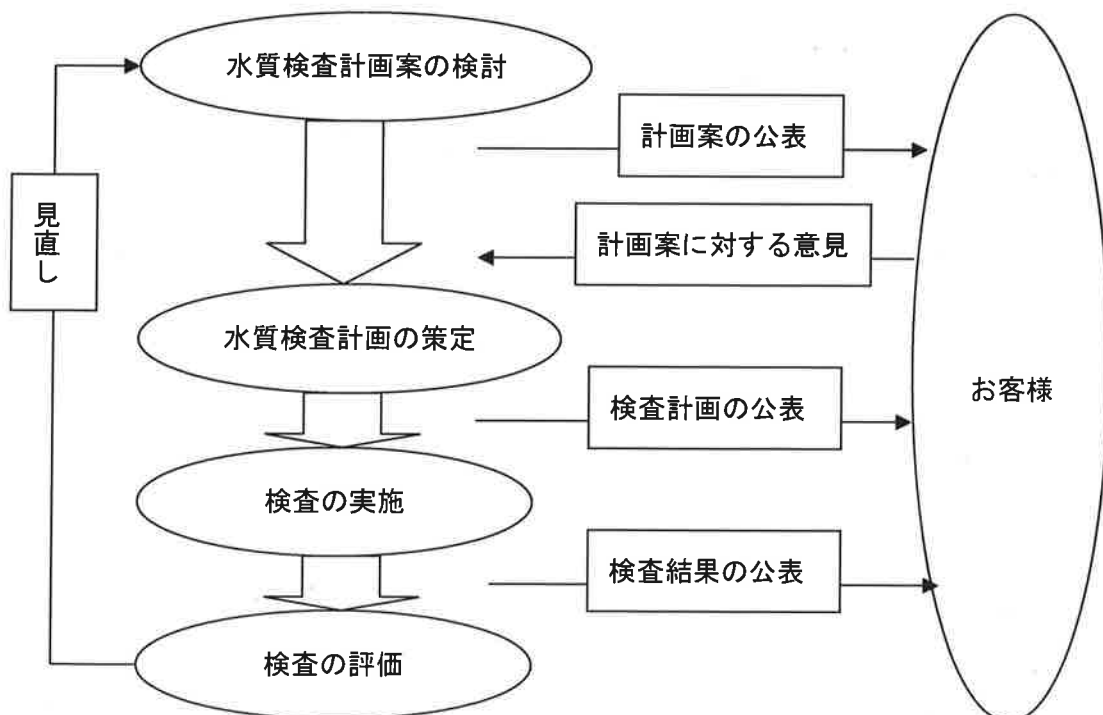 水質検査計画案の検討
計画案の公表
見直し
計画案に対する意見
水質検査計画の策定
検査計画の公表
お客様
検査の実施
検査結果の公表
検査の評価